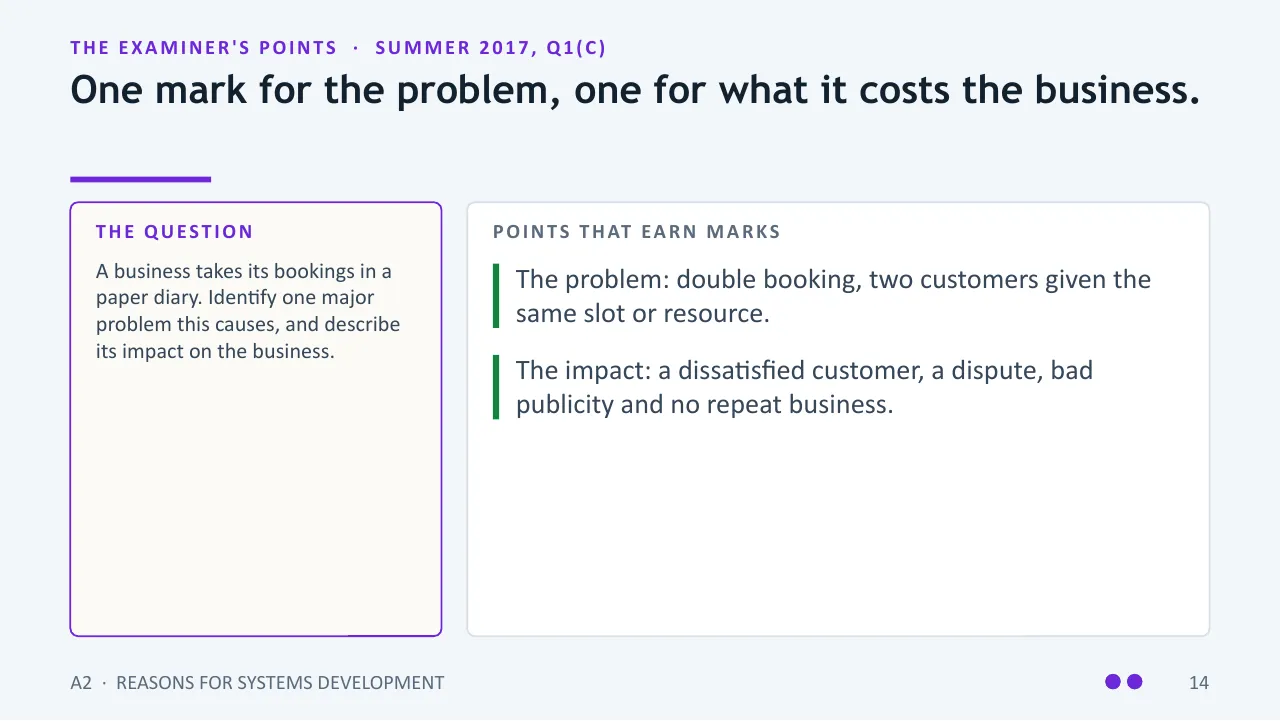 THE EXAMINER'S POINTS · SUMMER 2017, Q1(C)
One mark for the problem, one for what it costs the business.
THE QUESTION
A business takes its bookings in a
paper diary. Identify one major
problem this causes, and describe
its impact on the business.
POINTS THAT EARN MARKS
The problem: double booking, two customers given the
same slot or resource.
The impact: a dissatisfied customer, a dispute, bad
publicity and no repeat business.
A2 · REASONS FOR SYSTEMS DEVELOPMENT
14